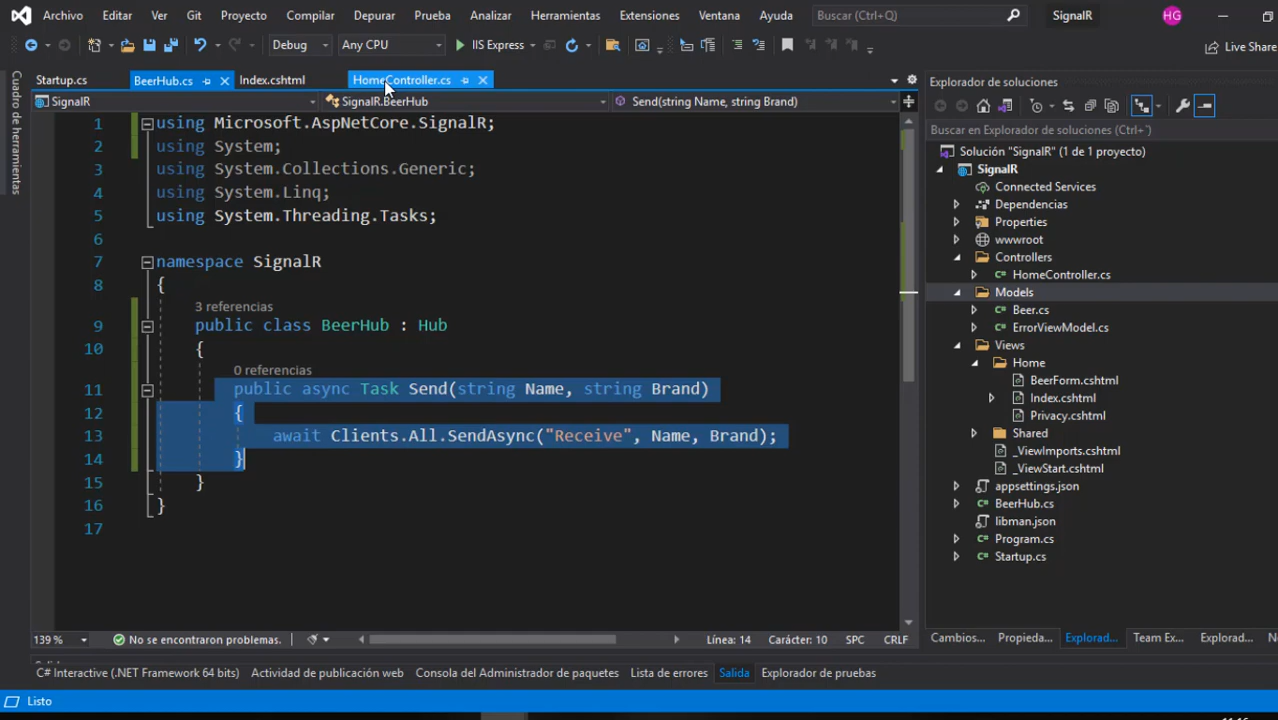 Archivo Editar Ver Git Proyecto Compilar Depurar Prueba Analizar Herramientas Extensiones Ventana Ayuda Buscar (Ctrl+Q) SignalR HG
Debug Any CPU IIS Express Live Share
Startup.cs BeerHub.cs Index.cshtml HomeController.cs
SignalR SignalR.BeerHub Send(string Name, string Brand)
Cuadro de herramientas
1 using Microsoft.AspNetCore.SignalR;
2 using System;
3 using System.Collections.Generic;
4 using System.Linq;
5 using System.Threading.Tasks;
6
7 namespace SignalR
8 {
3 referencias
9 public class BeerHub : Hub
10 {
0 referencias
11 public async Task Send(string Name, string Brand)
12 {
13 await Clients.All.SendAsync("Receive", Name, Brand);
14 }
15 }
16 }
17
139 % No se encontraron problemas. Línea: 14 Carácter: 10 SPC CRLF
Explorador de soluciones
Buscar en Explorador de soluciones (Ctrl+´)
Solución "SignalR" (1 de 1 proyecto)
SignalR
Connected Services
Dependencias
Properties
wwwroot
Controllers
HomeController.cs
Models
Beer.cs
ErrorViewModel.cs
Views
Home
BeerForm.cshtml
Index.cshtml
Privacy.cshtml
Shared
_ViewImports.cshtml
_ViewStart.cshtml
appsettings.json
BeerHub.cs
libman.json
Program.cs
Startup.cs
Cambios... Propieda... Explorad... Team Ex... Explorad...
C# Interactive (.NET Framework 64 bits) Actividad de publicación web Consola del Administrador de paquetes Lista de errores Salida Explorador de pruebas
Listo